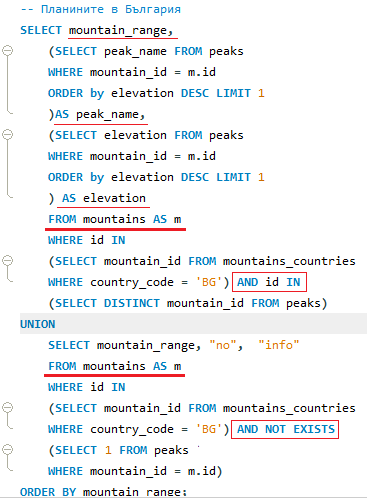 -- Планините в България
SELECT mountain_range,
(SELECT peak_name FROM peaks
WHERE mountain_id = m.id
ORDER by elevation DESC LIMIT 1
)AS peak_name,
(SELECT elevation FROM peaks
WHERE mountain_id = m.id
ORDER by elevation DESC LIMIT 1
) AS elevation
FROM mountains AS m
WHERE id IN
(SELECT mountain_id FROM mountains_countries
WHERE country_code = 'BG') AND id IN
(SELECT DISTINCT mountain_id FROM peaks)
UNION
SELECT mountain_range, "no", "info"
FROM mountains AS m
WHERE id IN
(SELECT mountain_id FROM mountains_countries
WHERE country_code = 'BG') AND NOT EXISTS
(SELECT 1 FROM peaks
WHERE mountain_id = m.id)
ORDER BY mountain_range;